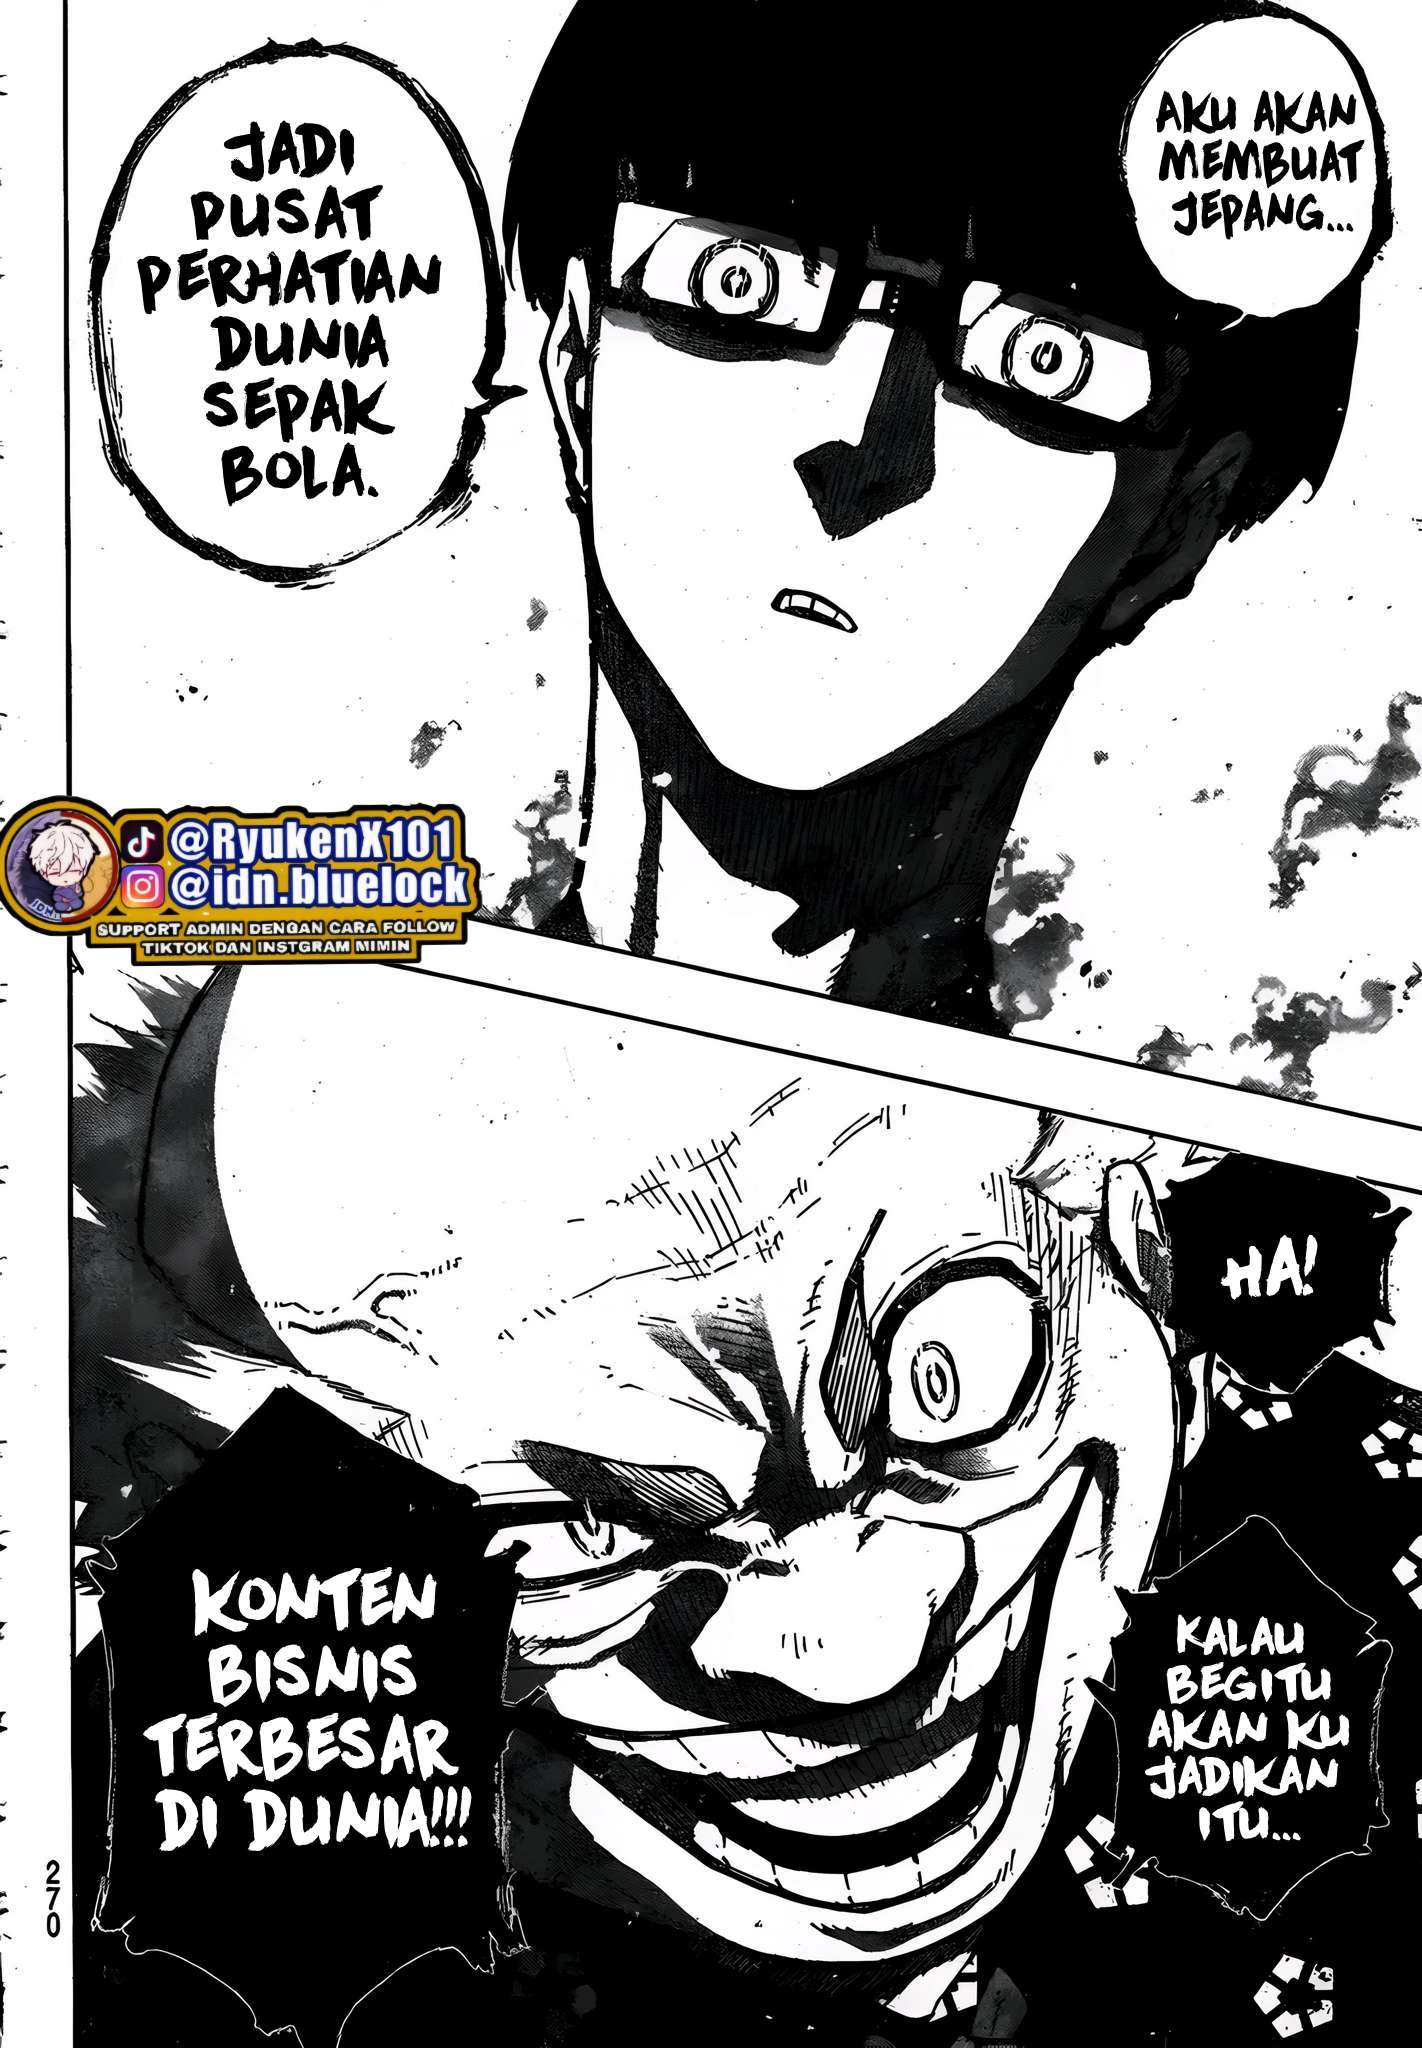 AKU AKAN
MEMBUAT
JEPANG...
JADI
PUSAT
PERHATIAN
DUNIA
SEPAK
BOLA.
@RyukenX101
@idn.bluelock
SUPPORT ADMIN DENGAN CARA FOLLOW
TIKTOK DAN INSTGRAM MIMIN
HA!
KALAU
BEGITU
AKAN KU
JADIKAN
ITU...
KONTEN
BISNIS
TERBESAR
DI DUNIA!!!
270